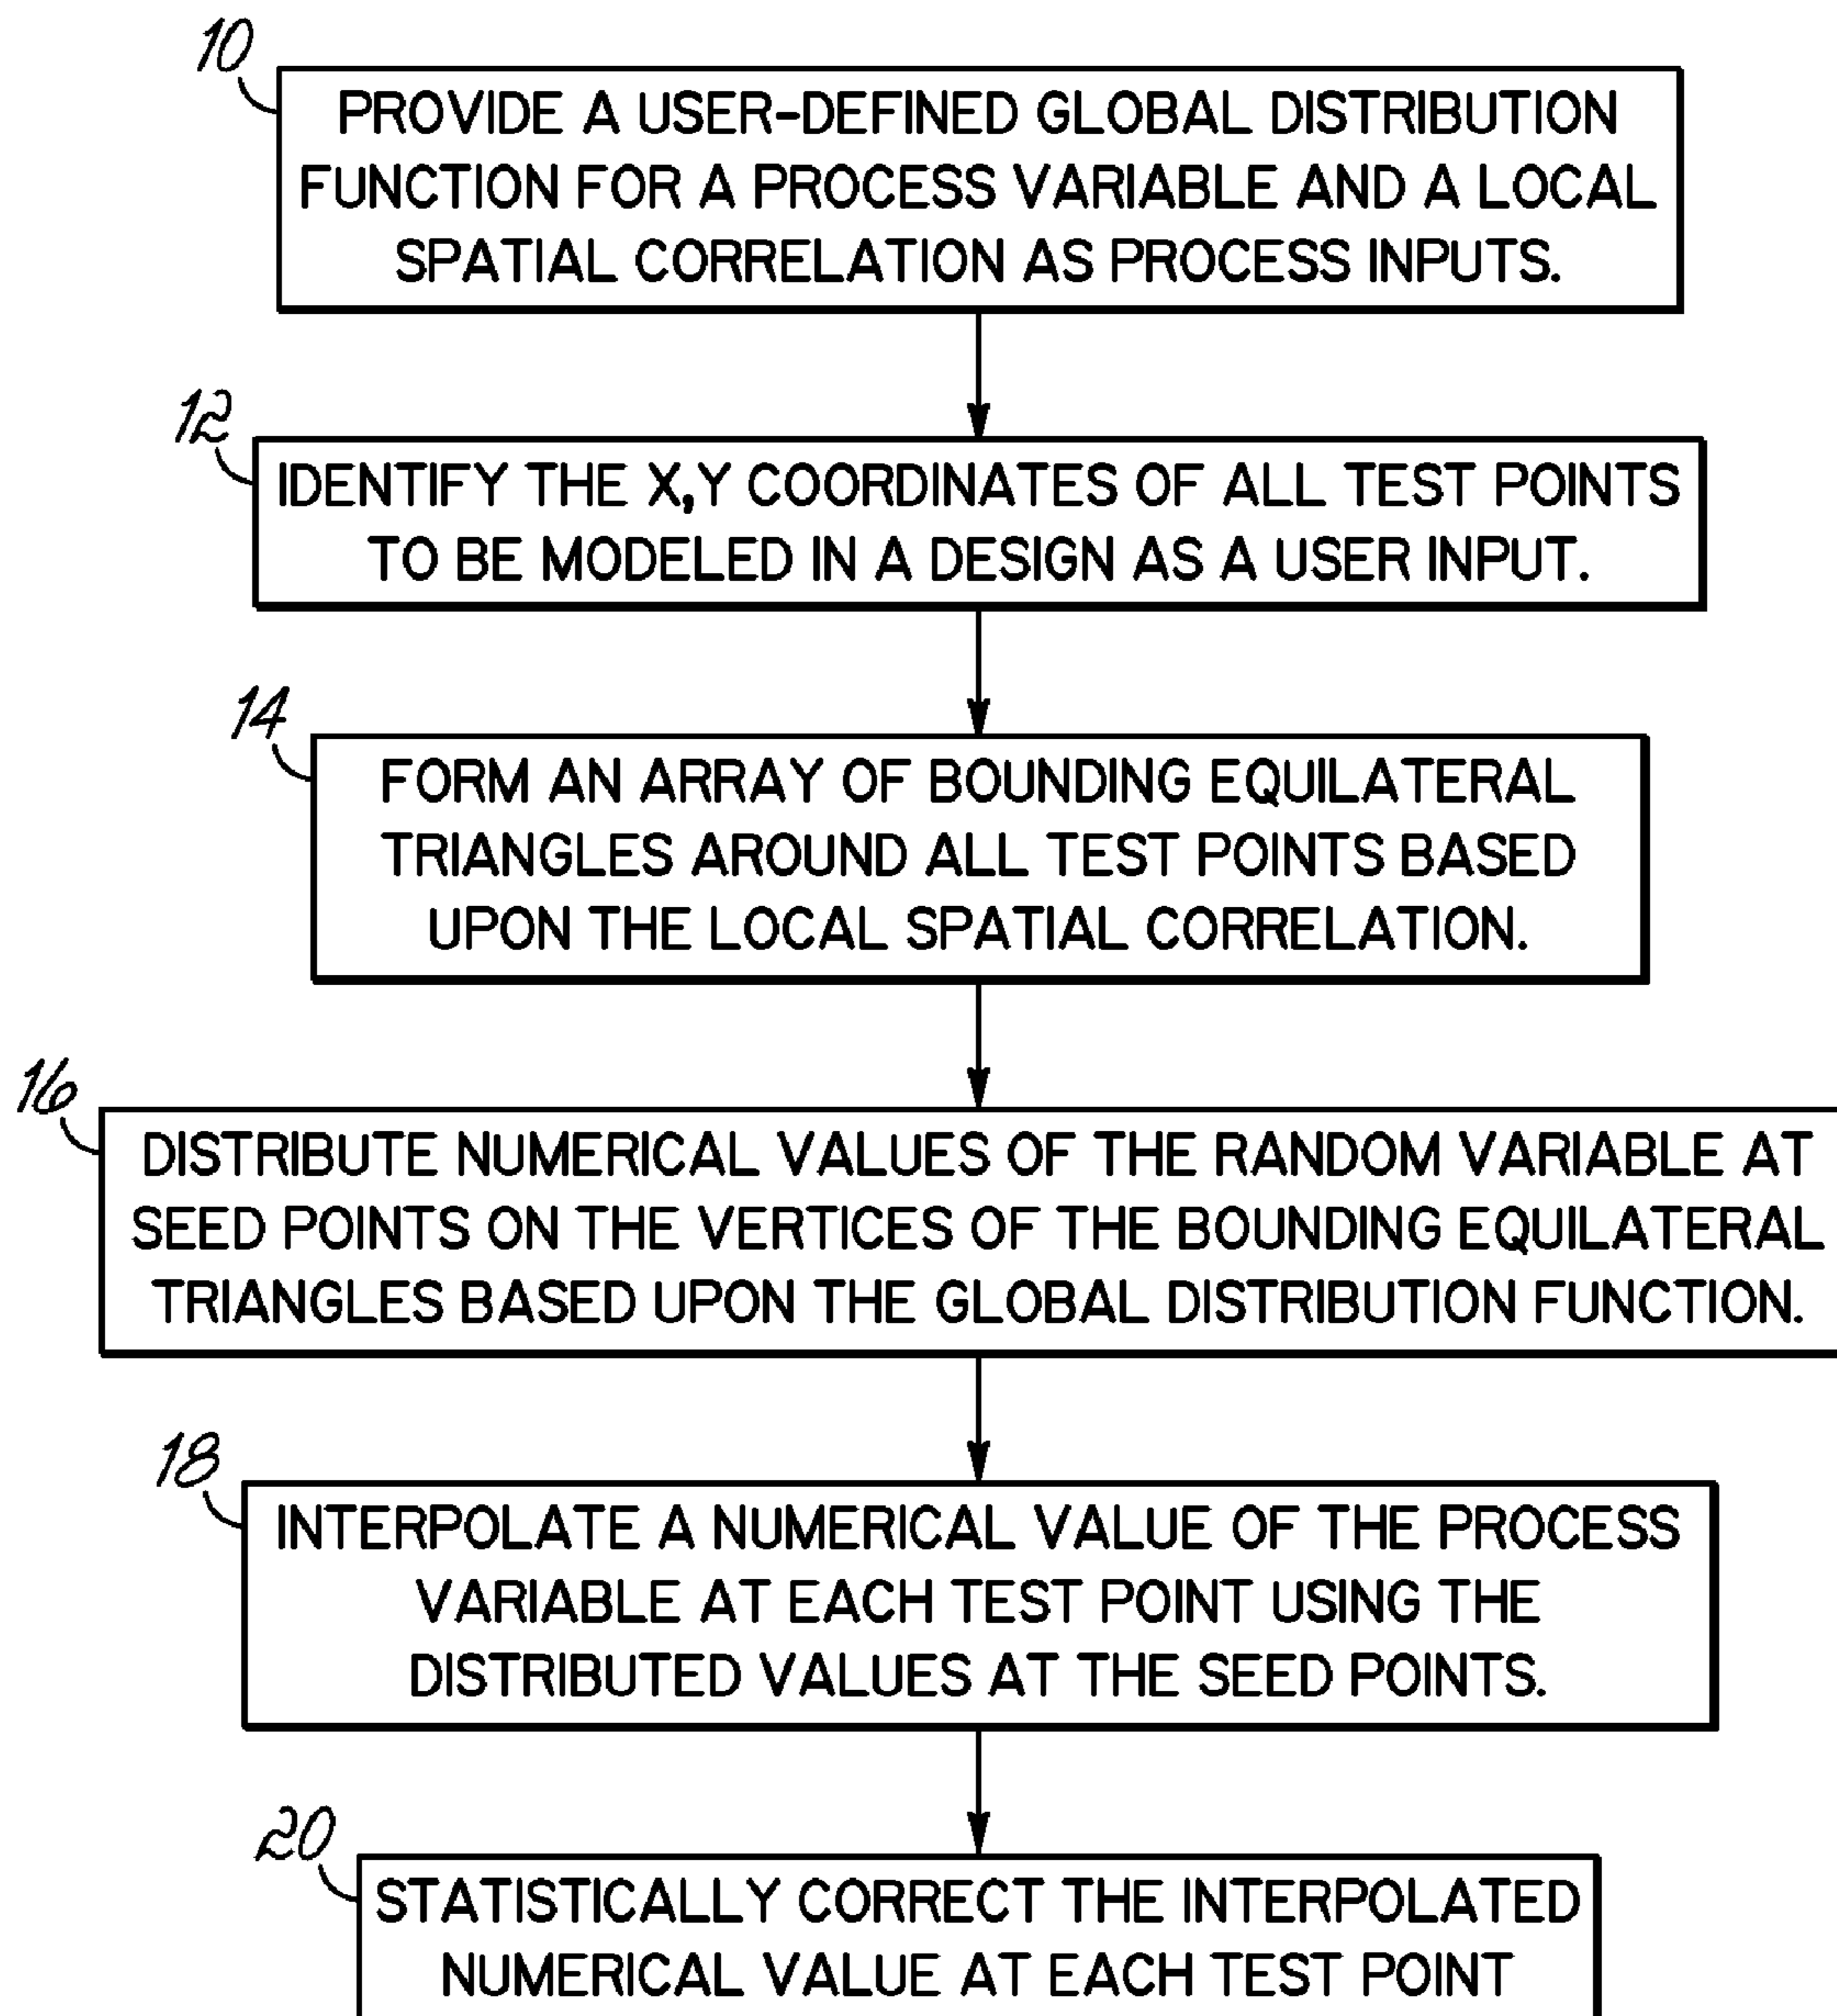 10
PROVIDE A USER-DEFINED GLOBAL DISTRIBUTION
FUNCTION FOR A PROCESS VARIABLE AND A LOCAL
SPATIAL CORRELATION AS PROCESS INPUTS.
12
IDENTIFY THE X,Y COORDINATES OF ALL TEST POINTS
TO BE MODELED IN A DESIGN AS A USER INPUT.
14
FORM AN ARRAY OF BOUNDING EQUILATERAL
TRIANGLES AROUND ALL TEST POINTS BASED
UPON THE LOCAL SPATIAL CORRELATION.
16
DISTRIBUTE NUMERICAL VALUES OF THE RANDOM VARIABLE AT
SEED POINTS ON THE VERTICES OF THE BOUNDING EQUILATERAL
TRIANGLES BASED UPON THE GLOBAL DISTRIBUTION FUNCTION.
18
INTERPOLATE A NUMERICAL VALUE OF THE PROCESS
VARIABLE AT EACH TEST POINT USING THE
DISTRIBUTED VALUES AT THE SEED POINTS.
20
STATISTICALLY CORRECT THE INTERPOLATED
NUMERICAL VALUE AT EACH TEST POINT